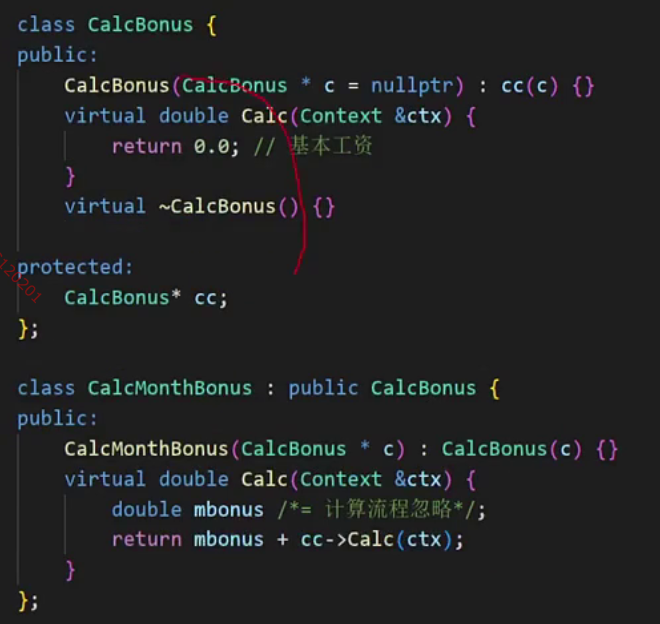 class CalcBonus {
public:
    CalcBonus(CalcBonus * c = nullptr) : cc(c) {}
    virtual double Calc(Context &ctx) {
        return 0.0; // 基本工资
    }
    virtual ~CalcBonus() {}
protected:
    CalcBonus* cc;
};
class CalcMonthBonus : public CalcBonus {
public:
    CalcMonthBonus(CalcBonus * c) : CalcBonus(c) {}
    virtual double Calc(Context &ctx) {
        double mbonus /*= 计算流程忽略*/;
        return mbonus + cc->Calc(ctx);
    }
};